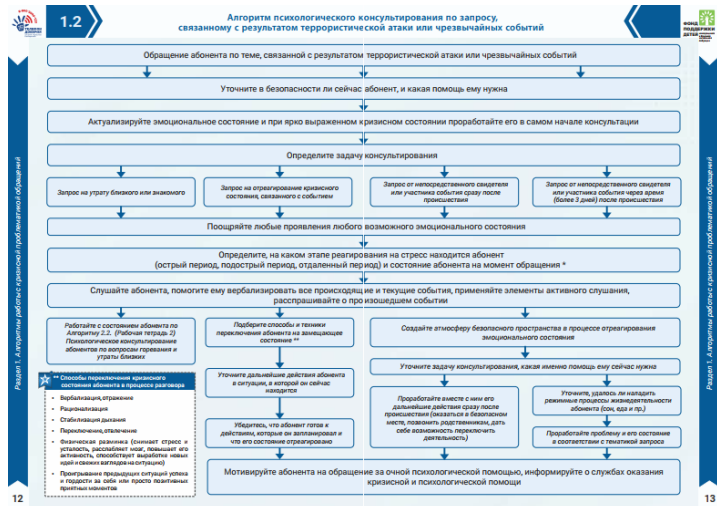 1.2
Алгоритм психологического консультирования по запросу,
связанному с результатом террористической атаки или чрезвычайных событий
ФОНД
ПОДДЕРЖКИ
ДЕТЕЙ
Обращение абонента по теме, связанной с результатом террористической атаки или чрезвычайных событий
Уточните в безопасности ли сейчас абонент, и какая помощь ему нужна
Актуализируйте эмоциональное состояние и при ярко выраженном кризисном состоянии проработайте его в самом начале консультации
Определите задачу консультирования
Запрос на утрату близкого или знакомого
Запрос на отреагирование кризисного
состояния, связанного с событием
Запрос от непосредственного свидетеля
или участника события сразу после
происшествия
Запрос от непосредственного свидетеля
или участника события через время
(более 3 дней) после происшествия
Поощряйте любые проявления любого возможного эмоционального состояния
Определите, на каком этапе реагирования на стресс находится абонент
(острый период, подострый период, отдаленный период) и состояние абонента на момент обращения *
Слушайте абонента, помогите ему вербализировать все происходящие и текущие события, применяйте элементы активного слушания,
расспрашивайте о произошедшем событии
Работайте с состоянием абонента по
Алгоритму 2.2. (Рабочая тетрадь 2)
Психологическое консультирование
абонентов по вопросам горевания и
утраты близких
Подберите способы и техники
переключения абонента на замещающее
состояние **
Уточните дальнейшие действия абонента
в ситуации, в которой он сейчас
находится
Убедитесь, что абонент готов к
действиям, которые он запланировал и
что его состояние отреагировано
Создайте атмосферу безопасного пространства в процессе отреагирования
эмоционального состояния
Уточните задачу консультирования, какая именно помощь ему сейчас нужна
Проработайте вместе с ним его
дальнейшие действия сразу после
происшествия (оказаться в безопасном
месте, позвонить родственникам, дать
себе возможность переключить
деятельность)
Уточните, удалось ли наладить
режимные процессы жизнедеятельности
абонента (сон, еда и пр.)
Проработайте проблему и его состояние
в соответствии с тематикой запроса
** Способы переключения кризисного
состояния абонента в процессе разговора
• Вербализация, отражение
• Рационализация
• Стабилизация дыхания
• Переключение, отвлечение
• Физическая разминка (снимает стресс и
усталость, расслабляет мозг, повышает его
активность, способствует выработке новых
идей и свежих взглядов на ситуацию)
• Проигрывание предыдущих ситуаций успеха
и гордости за себя или просто позитивных
приятных моментов
Мотивируйте абонента на обращение за очной психологической помощью, информируйте о службах оказания
кризисной и психологической помощи
Раздел 1. Алгоритмы работы с кризисной проблематикой обращений
Раздел 1. Алгоритмы работы с кризисной проблематикой обращений
12
13